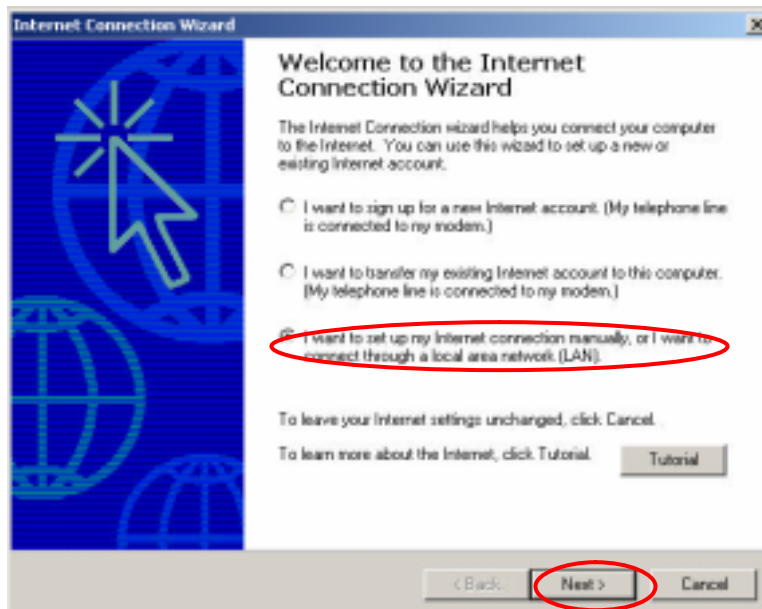 Internet Connection Wizard
Welcome to the Internet
Connection Wizard
The Internet Connection wizard helps you connect your computer
to the Internet. You can use this wizard to set up a new or
existing Internet account.
I want to sign up for a new Internet account. (My telephone line
is connected to my modem.)
I want to transfer my existing Internet account to this computer.
(My telephone line is connected to my modem.)
I want to set up my Internet connection manually, or I want to
connect through a local area network (LAN).
To leave your Internet settings unchanged, click Cancel.
To learn more about the Internet, click Tutorial.
Tutorial
< Back
Next >
Cancel